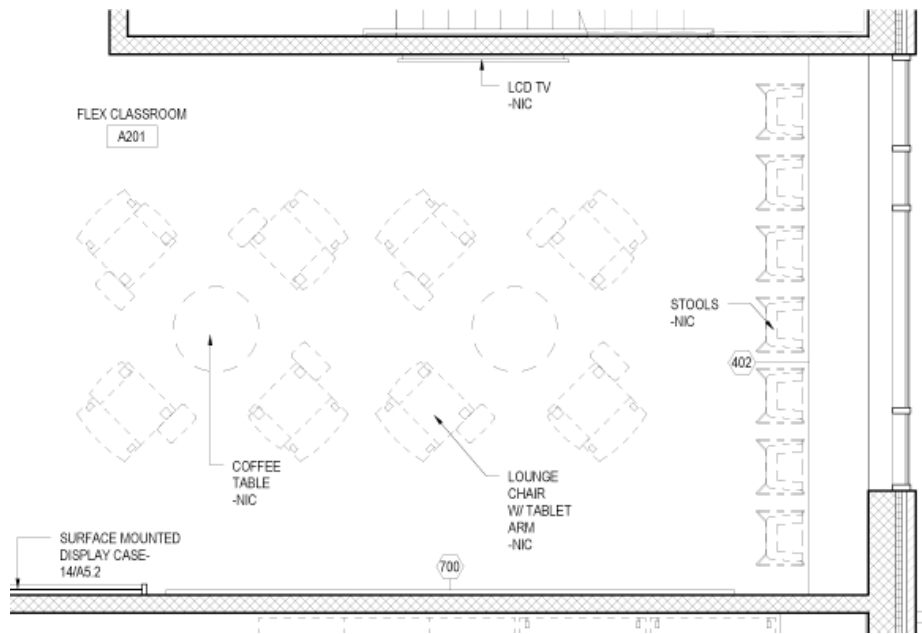 LCD TV
-NIC
FLEX CLASSROOM
A201
STOOLS
-NIC
402
COFFEE
TABLE
-NIC
LOUNGE
CHAIR
W/ TABLET
ARM
-NIC
SURFACE MOUNTED
DISPLAY CASE-
14/A5.2
700